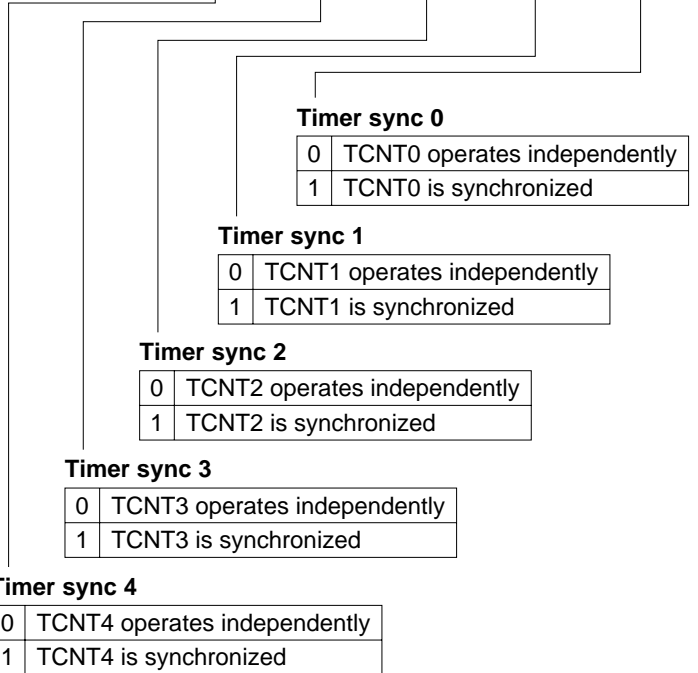 Timer sync 0
0 TCNT0 operates independently
1 TCNT0 is synchronized
Timer sync 1
0 TCNT1 operates independently
1 TCNT1 is synchronized
Timer sync 2
0 TCNT2 operates independently
1 TCNT2 is synchronized
Timer sync 3
0 TCNT3 operates independently
1 TCNT3 is synchronized
Timer sync 4
0 TCNT4 operates independently
1 TCNT4 is synchronized